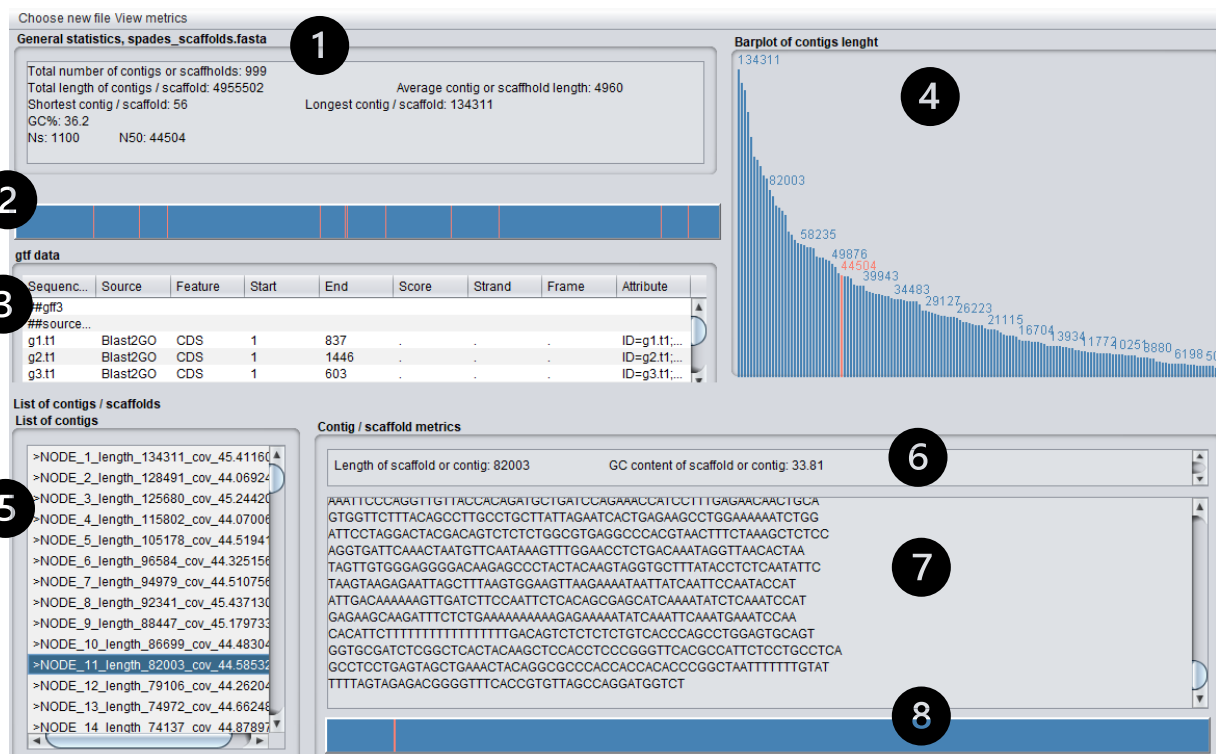 Choose new file View metrics
General statistics, spades_scaffolds.fasta
1
Total number of contigs or scaffholds: 999
Total length of contigs / scaffold: 4955502 Average contig or scaffhold length: 4960
Shortest contig / scaffold: 56 Longest contig / scaffold: 134311
GC%: 36.2
Ns: 1100 N50: 44504
2
gtf data
3
Sequenc... Source Feature Start End Score Strand Frame Attribute
##gff3
##source...
g1.t1 Blast2GO CDS 1 837 . . . ID=g1.t1;...
g2.t1 Blast2GO CDS 1 1446 . . . ID=g2.t1;...
g3.t1 Blast2GO CDS 1 603 . . . ID=g3.t1;...
Barplot of contigs lenght
4
134311
82003
58235
49876
44504
39943
34483
29127
26223
21115
16704
13934
11772
10251
8880
6198
50
List of contigs / scaffolds
List of contigs
5
>NODE_1_length_134311_cov_45.41160
>NODE_2_length_128491_cov_44.06924
>NODE_3_length_125680_cov_45.24420
>NODE_4_length_115802_cov_44.07006
>NODE_5_length_105178_cov_44.51941
>NODE_6_length_96584_cov_44.325156
>NODE_7_length_94979_cov_44.510756
>NODE_8_length_92341_cov_45.437130
>NODE_9_length_88447_cov_45.179733
>NODE_10_length_86699_cov_44.48304
>NODE_11_length_82003_cov_44.58532
>NODE_12_length_79106_cov_44.26204
>NODE_13_length_74972_cov_44.66248
>NODE_14_length_74137_cov_44.87897
Contig / scaffold metrics
6
Length of scaffold or contig: 82003 GC content of scaffold or contig: 33.81
7
AAATTCCCAGGTTGTTACCACAGATGCTGATCCAGAAACCATCCTTTGAGAACAACTGCA
GTGGTTCTTTACAGCCTTGCCTGCTTATTAGAATCACTGAGAAGCCTGGAAAAAATCTGG
ATTCCTAGGACTACGACAGTCTCTCTGGCGTGAGGCCCACGTAACTTTCTAAAGCTCTCC
AGGTGATTCAAACTAATGTTCAATAAAGTTTGGAACCTCTGACAAATAGGTTAACACTAA
TAGTTGTGGGAGGGGACAAGAGCCCTACTACAAGTAGGTGCTTTATACCTCTCAATATTC
TAAGTAAGAGAATTAGCTTTAAGTGGAAGTTAAGAAAATAATTATCAATTCCAATACCAT
ATTGACAAAAAAGTTGATCTTCCAATTCTCACAGCGAGCATCAAAATATCTCAAATCCAT
GAGAAGCAAGATTTCTCTGAAAAAAAAAAGAGAAAAATATCAAATTCAAATGAAATCCAA
CACATTCTTTTTTTTTTTTTTTTTGACAGTCTCTCTCTGTCACCCAGCCTGGAGTGCAGT
GGTGCGATCTCGGCTCACTACAAGCTCCACCTCCCGGGTTCACGCCATTCTCCTGCCTCA
GCCTCCTGAGTAGCTGAAACTACAGGCGCCCACCACCACACCCGGCTAATTTTTTTGTAT
TTTTAGTAGAGACGGGGTTTCACCGTGTTAGCCAGGATGGTCT
8